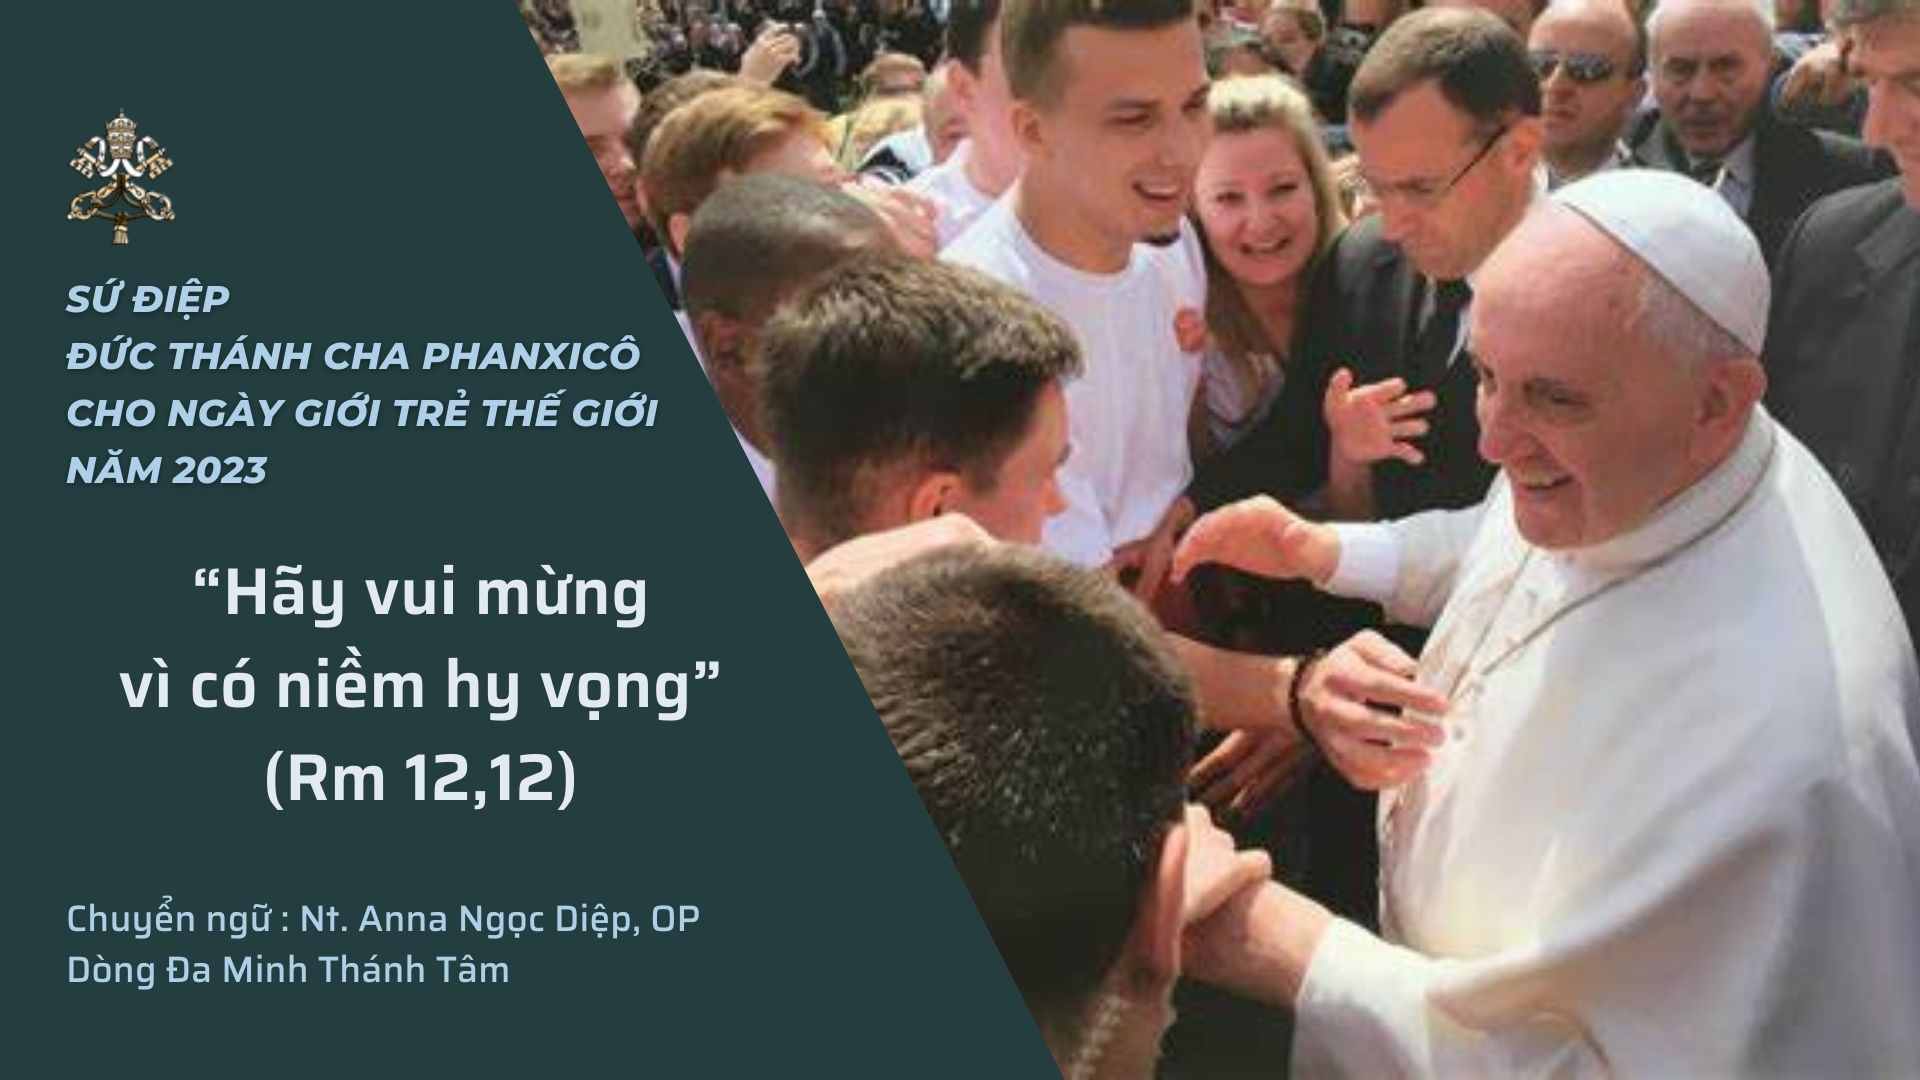 SỨ ĐIỆP
ĐỨC THÁNH CHA PHANXICÔ
CHO NGÀY GIỚI TRẺ THẾ GIỚI
NĂM 2023
“Hãy vui mừng
vì có niềm hy vọng”
(Rm 12,12)
Chuyển ngữ : Nt. Anna Ngọc Diệp, OP
Dòng Đa Minh Thánh Tâm